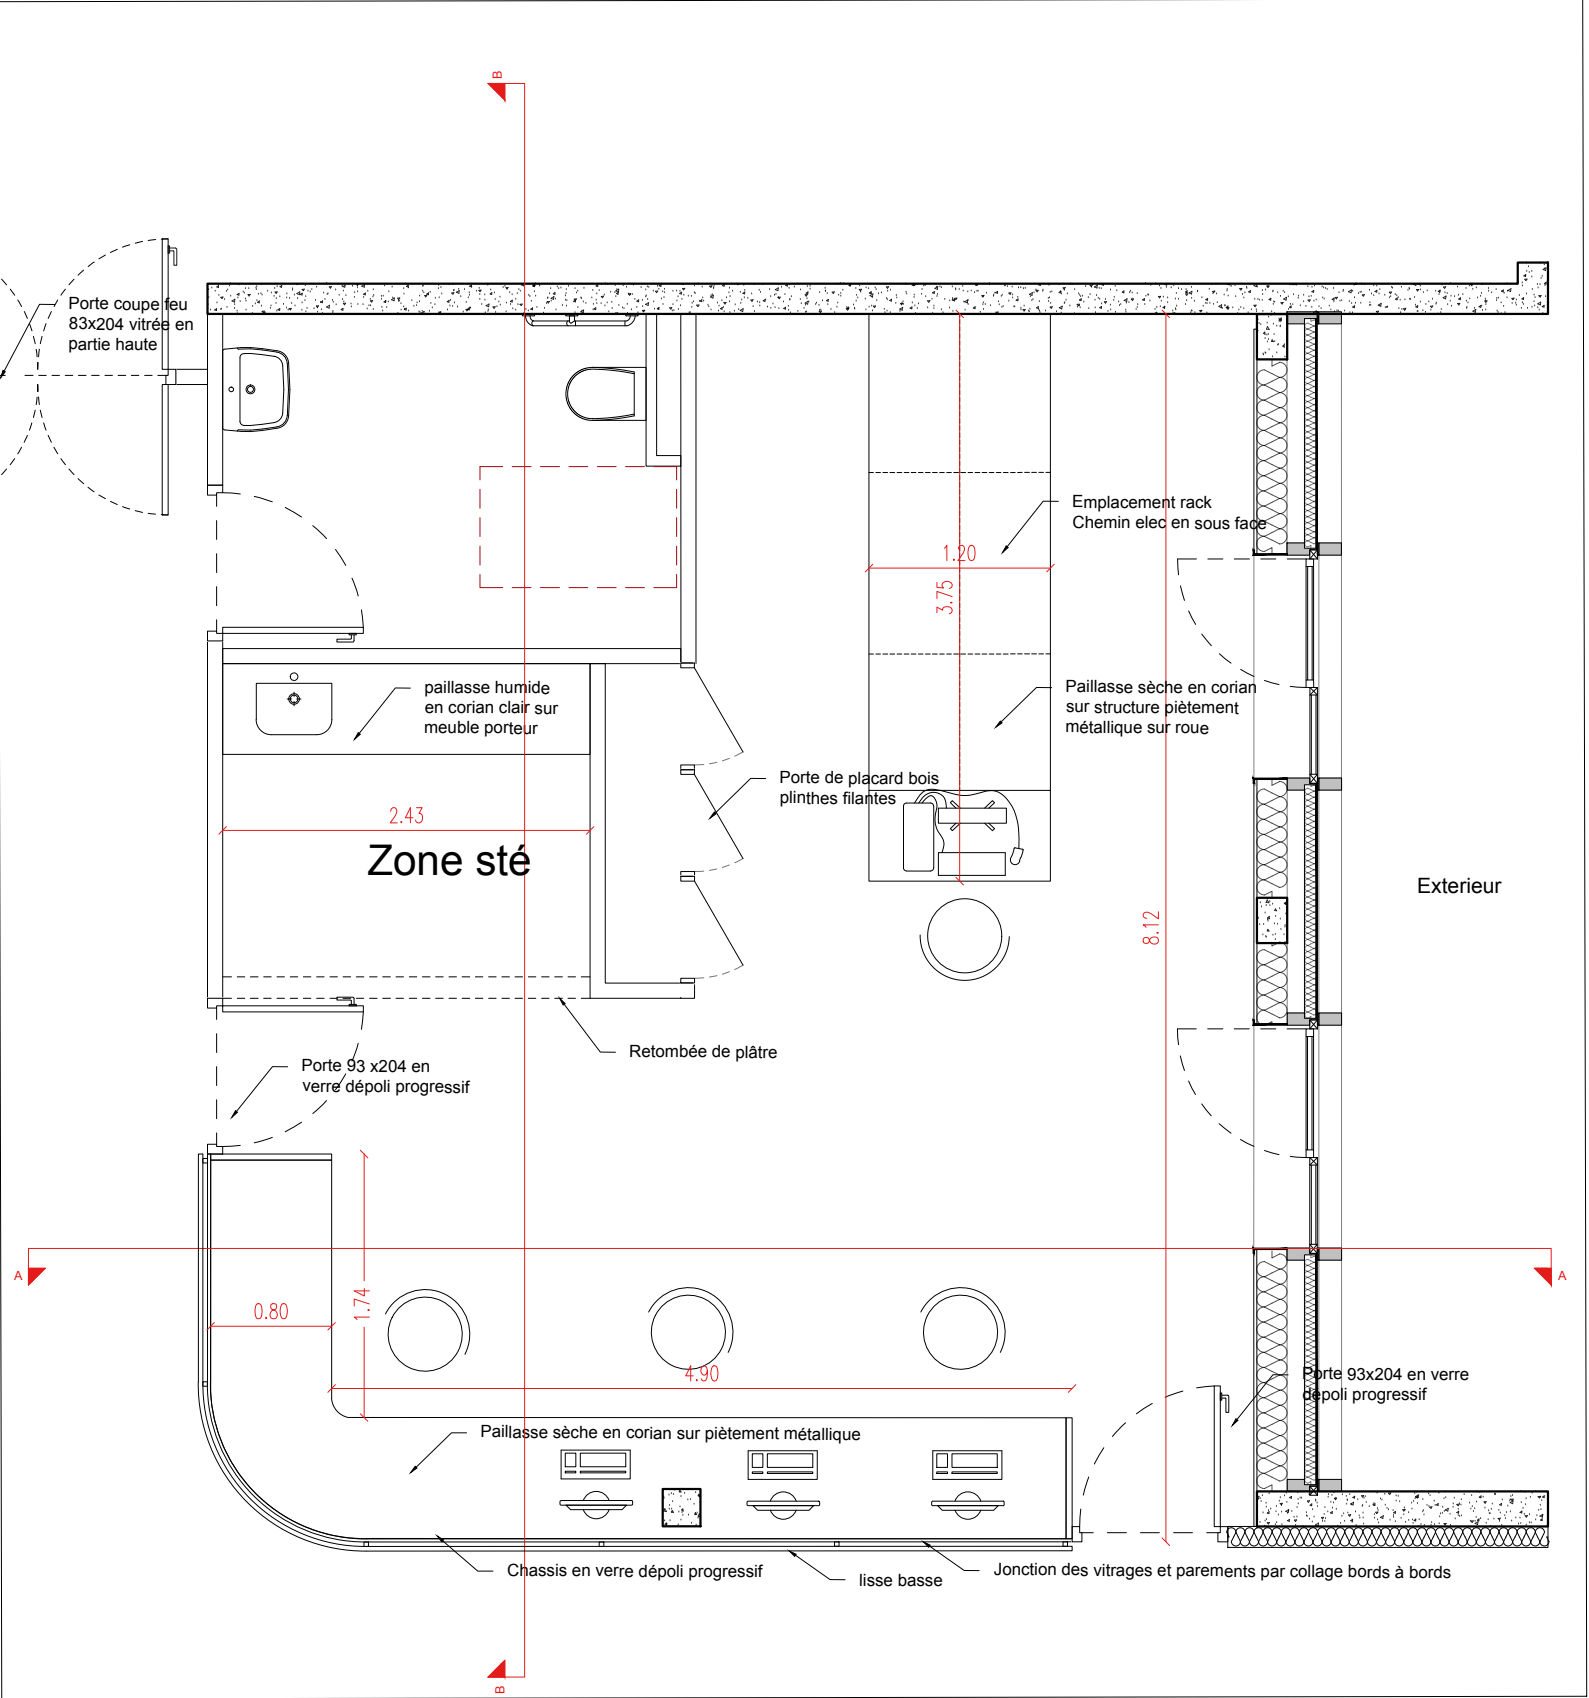 B
Porte coupe feu
83x204 vitrée en
partie haute
Emplacement rack
Chemin elec en sous face
1.20
3.75
paillasse humide
en corian clair sur
meuble porteur
Paillasse sèche en corian
sur structure piètement
métallique sur roue
Porte de placard bois
plinthes filantes
2.43
Zone sté
Exterieur
8.12
Retombée de plâtre
Porte 93 x204 en
verre dépoli progressif
A
A
0.80
1.74
4.90
Porte 93x204 en verre
dépoli progressif
Paillasse sèche en corian sur piètement métallique
Chassis en verre dépoli progressif
lisse basse
Jonction des vitrages et parements par collage bords à bords
B